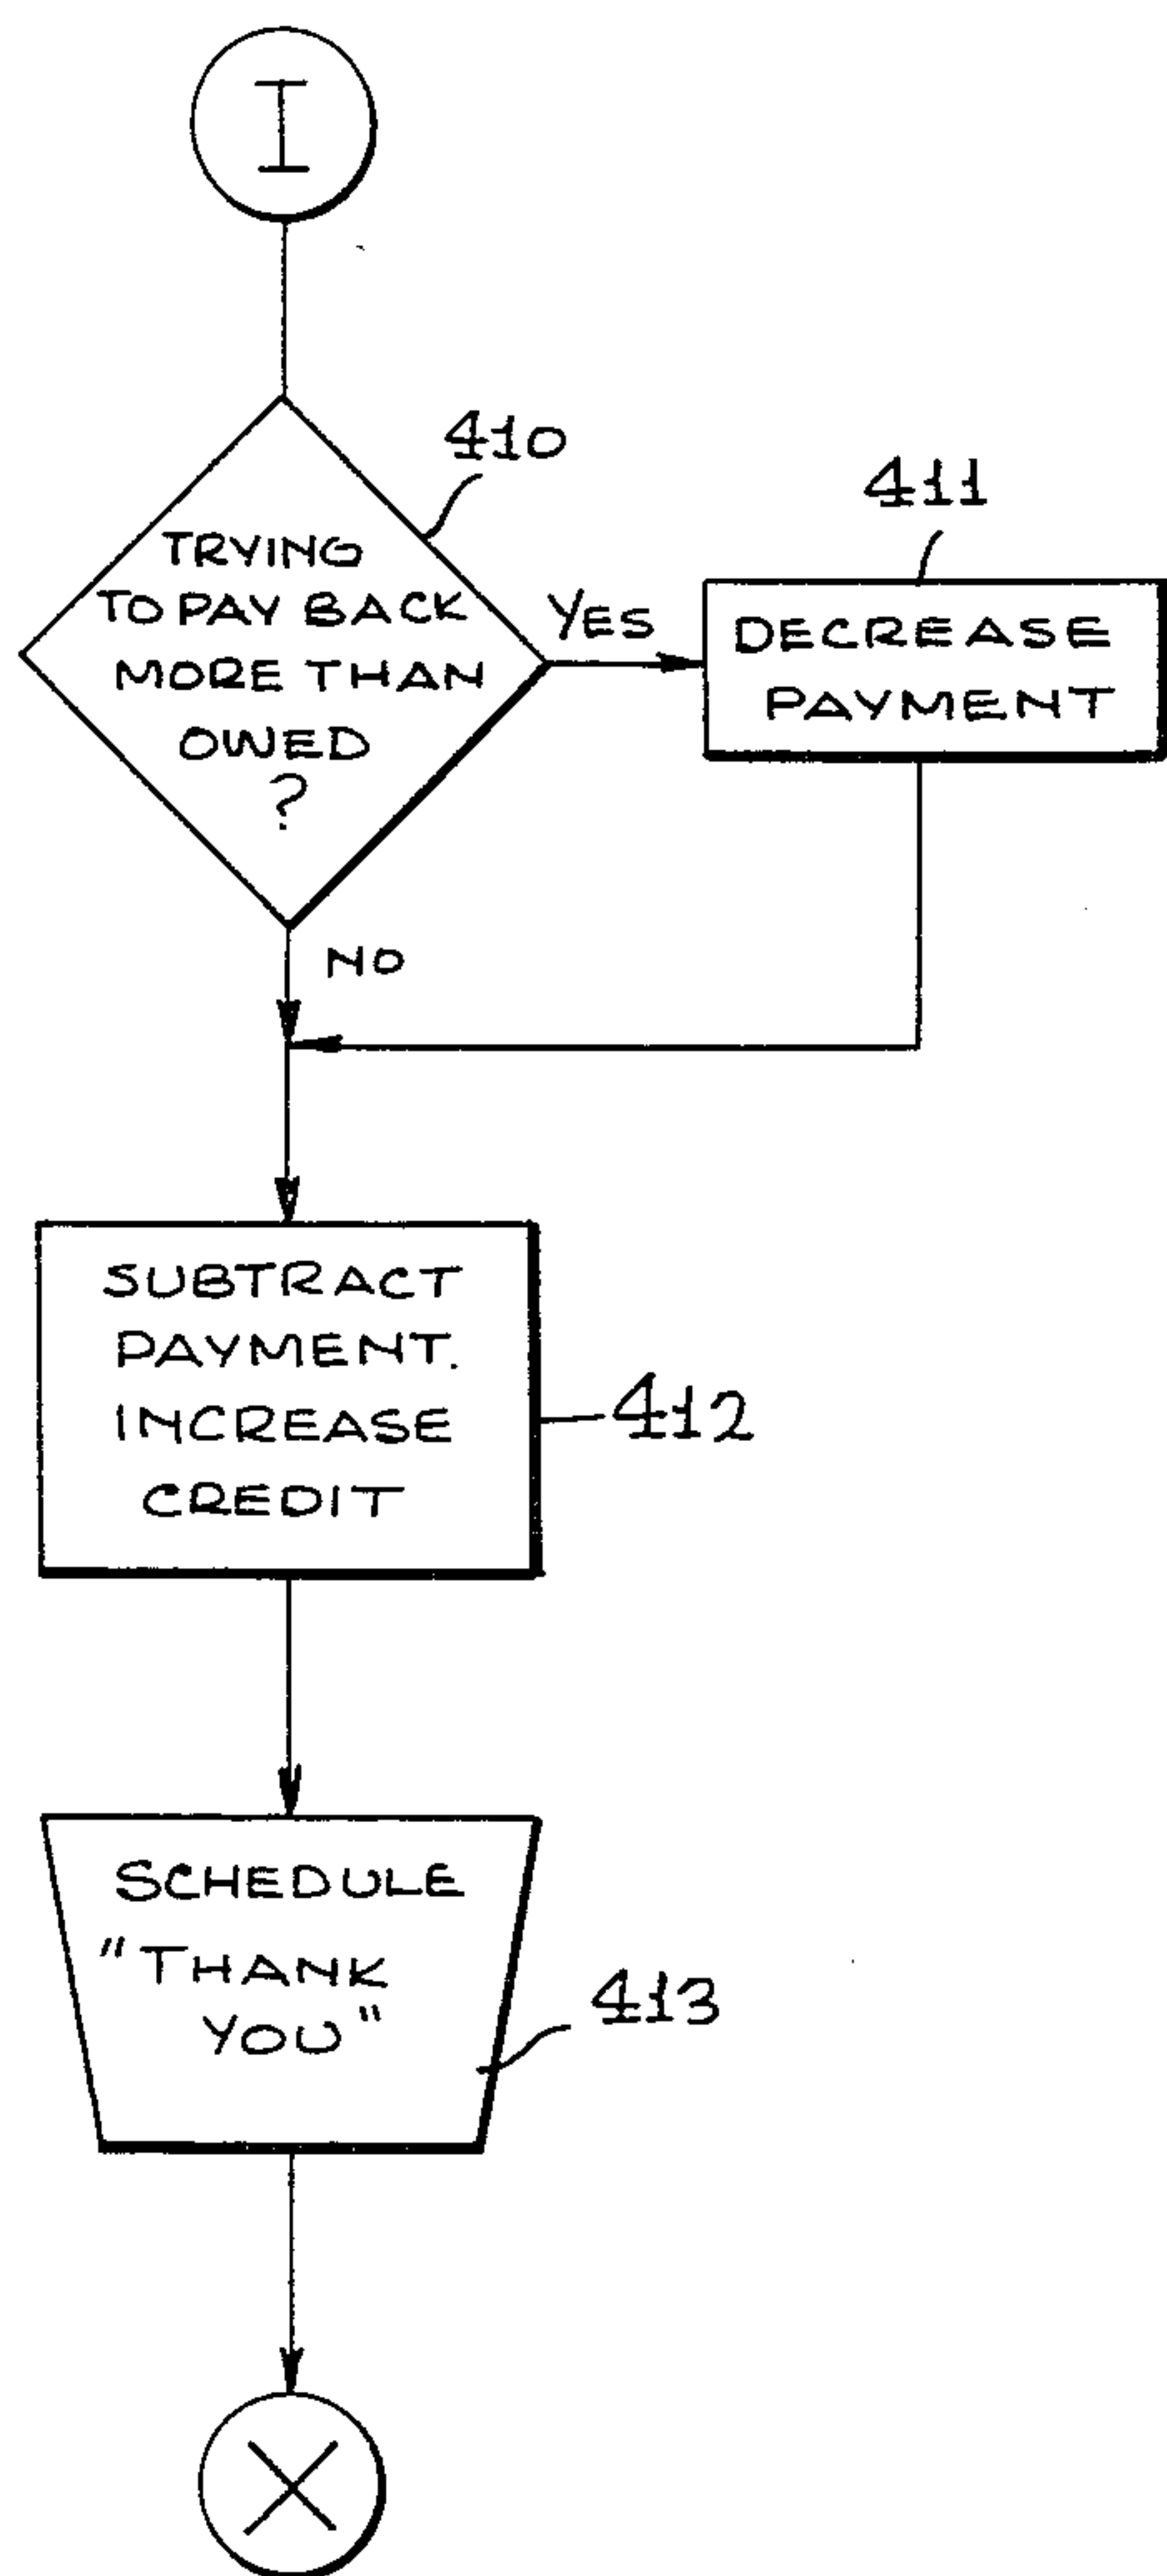 I
410
TRYING
TO PAY BACK
MORE THAN
OWED
?
YES
411
DECREASE
PAYMENT
NO
SUBTRACT
PAYMENT.
INCREASE
CREDIT
412
SCHEDULE
"THANK
YOU"
413
X